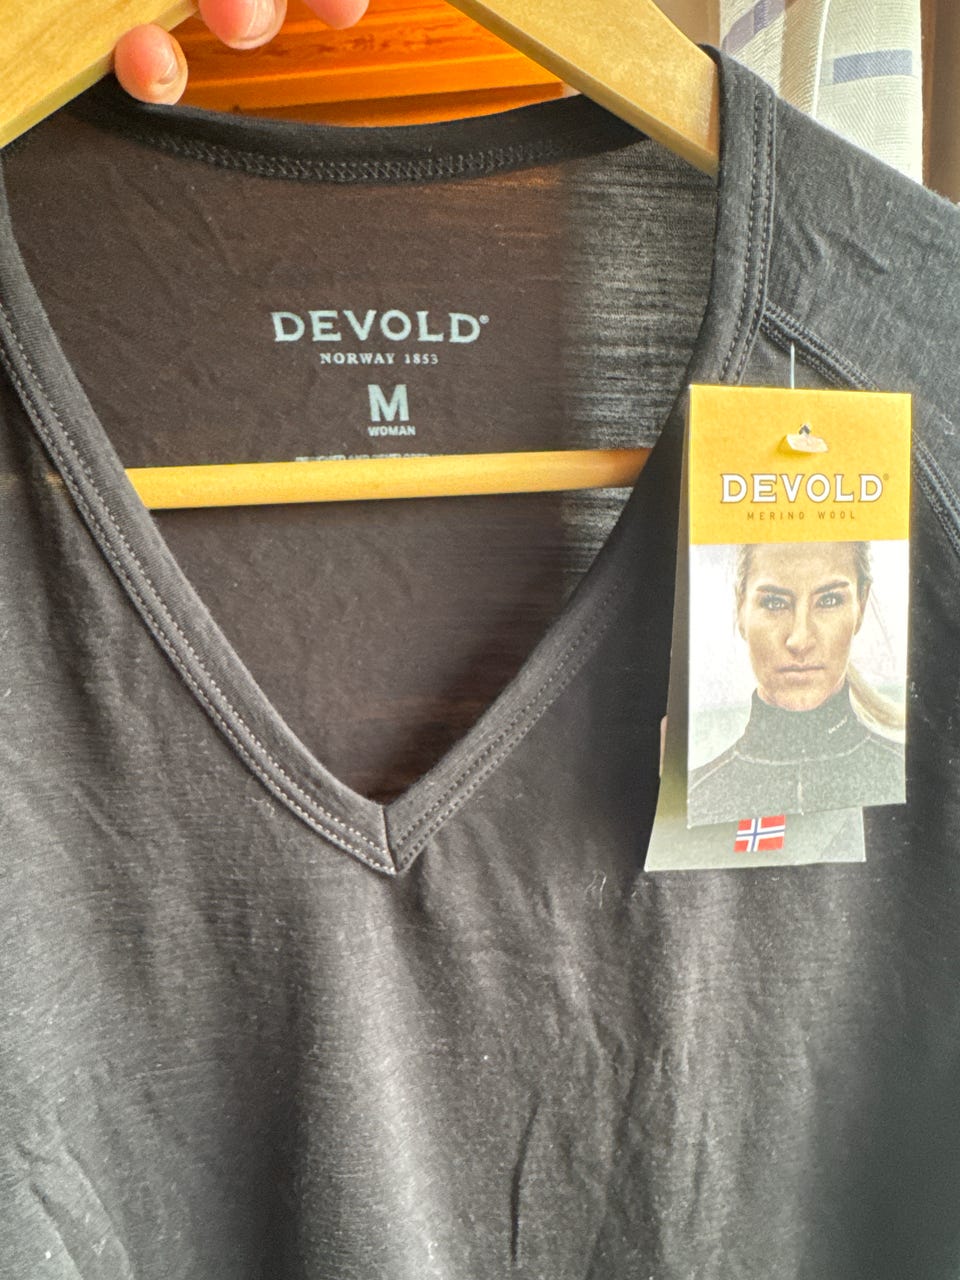 DEVOLD®
NORWAY 1853
M
WOMAN
DEVOLD®
MERINO WOOL